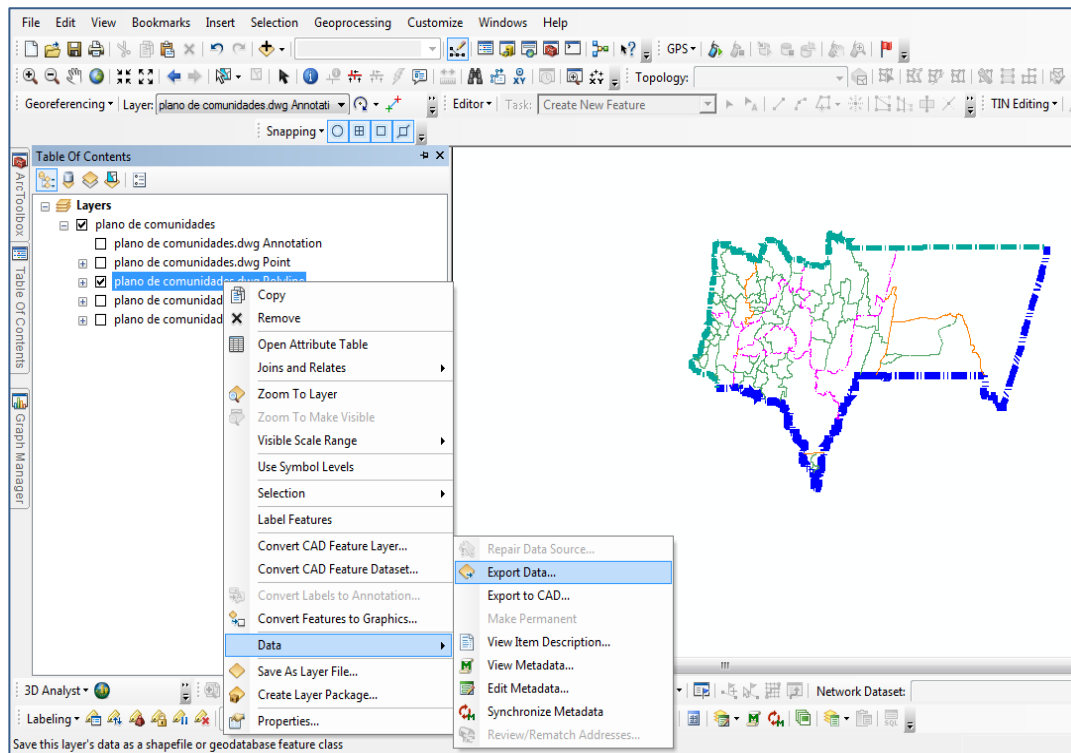 File Edit View Bookmarks Insert Selection Geoprocessing Customize Windows Help
GPS
Topology:
Georeferencing Layer: plano de comunidades.dwg Annotati Editor Task: Create New Feature TIN Editing
Snapping
Table Of Contents
ArcToolbox
Table Of Contents
Graph Manager
Layers
plano de comunidades
plano de comunidades.dwg Annotation
plano de comunidades.dwg Point
plano de comunidades.dwg Polyline
plano de comunidad
plano de comunidad
Copy
Remove
Open Attribute Table
Joins and Relates
Zoom To Layer
Zoom To Make Visible
Visible Scale Range
Use Symbol Levels
Selection
Label Features
Convert CAD Feature Layer...
Convert CAD Feature Dataset...
Convert Labels to Annotation...
Convert Features to Graphics...
Data
Save As Layer File...
Create Layer Package...
Properties...
Repair Data Source...
Export Data...
Export to CAD...
Make Permanent
View Item Description...
View Metadata...
Edit Metadata...
Synchronize Metadata
Review/Rematch Addresses...
3D Analyst
Network Dataset:
Labeling
SQL
Save this layer's data as a shapefile or geodatabase feature class